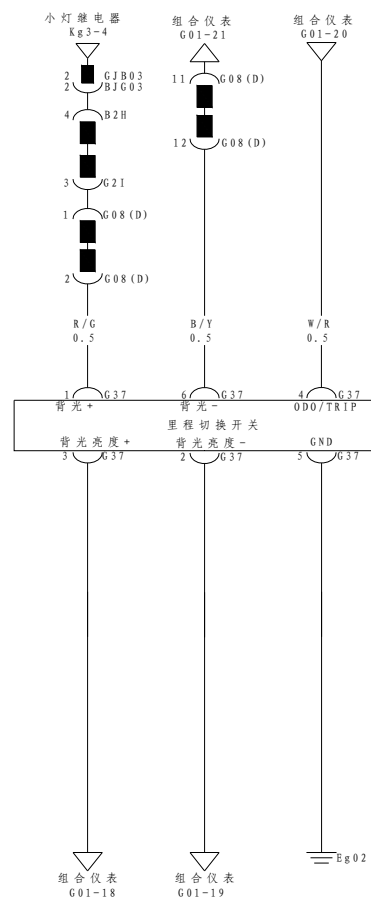 小灯继电器
Kg3-4
组合仪表
G01-21
组合仪表
G01-20
2 GJB03
2 BJG03
4 B2H
3 G2I
1 G08(D)
2 G08(D)
11 G08(D)
12 G08(D)
R/G
0.5
B/Y
0.5
W/R
0.5
1 G37
6 G37
4 G37
背光+
背光-
ODO/TRIP
里程切换开关
背光亮度+
背光亮度-
GND
3 G37
2 G37
5 G37
组合仪表
G01-18
组合仪表
G01-19
Eg02